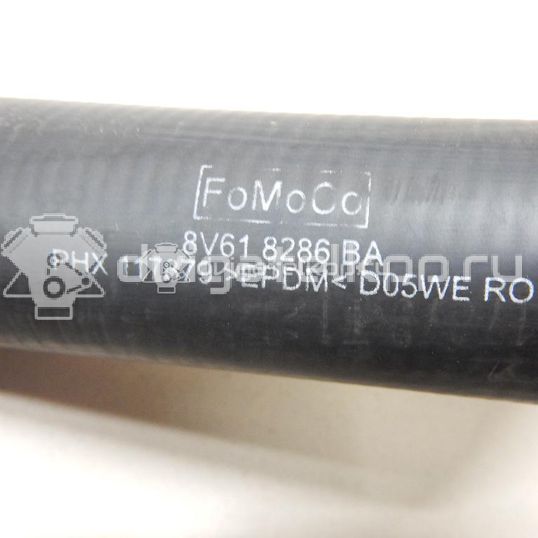 FoMoCo
8V61 8286 BA
PHX >EPDM< D05WE RO